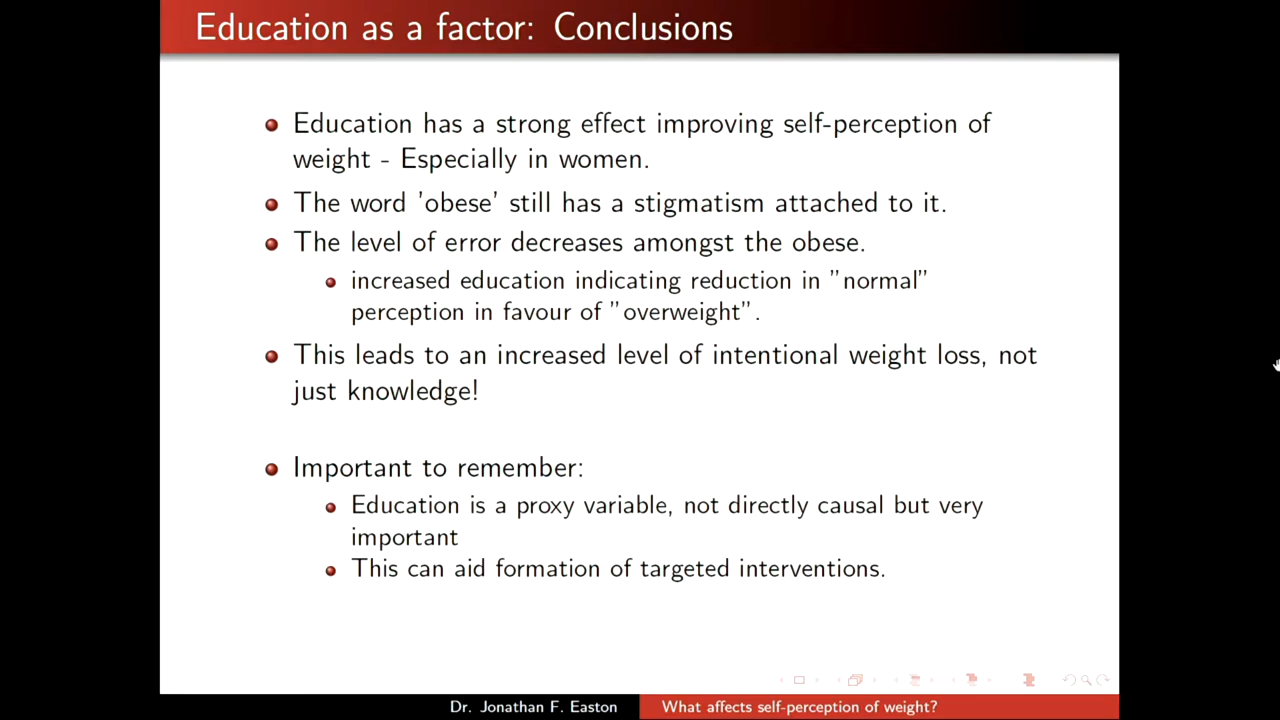 Education as a factor: Conclusions
Education has a strong effect improving self-perception of
weight - Especially in women.
The word 'obese' still has a stigmatism attached to it.
The level of error decreases amongst the obese.
increased education indicating reduction in "normal"
perception in favour of "overweight".
This leads to an increased level of intentional weight loss, not
just knowledge!
Important to remember:
Education is a proxy variable, not directly causal but very
important
This can aid formation of targeted interventions.
Dr. Jonathan F. Easton
What affects self-perception of weight?